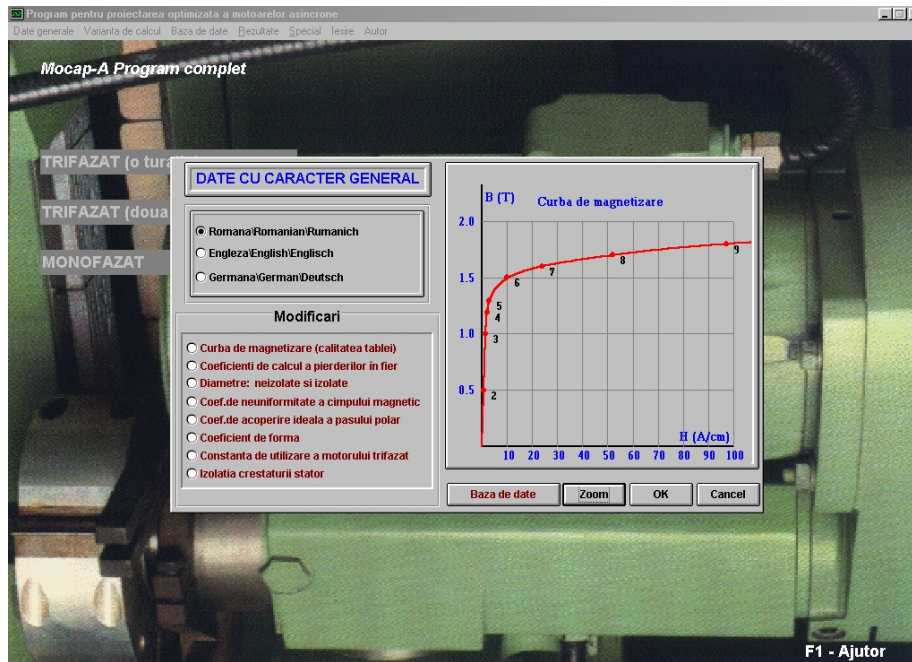 Program pentru proiectarea optimizata a motoarelor asincrone
Date generale Varianta de calcul Baza de date Rezultate Special Iesire Autor
Mocap-A Program complet
TRIFAZAT (o tura
TRIFAZAT (doua
MONOFAZAT
DATE CU CARACTER GENERAL
Romana\Romanian\Rumanich
Engleza\English\Englisch
Germana\German\Deutsch
Modificari
Curba de magnetizare (calitatea tablei)
Coeficienti de calcul a pierderilor in fier
Diametre: neizolate si izolate
Coef.de neuniformitate a cimpului magnetic
Coef.de acoperire ideala a pasului polar
Coeficient de forma
Constanta de utilizare a motorului trifazat
Izolatia crestaturii stator
B (T) Curba de magnetizare
2.0
1.5
1.0
0.5
2
3
4
5
6
7
8
9
H (A/cm)
10 20 30 40 50 60 70 80 90 100
Baza de date Zoom OK Cancel
F1 - Ajutor